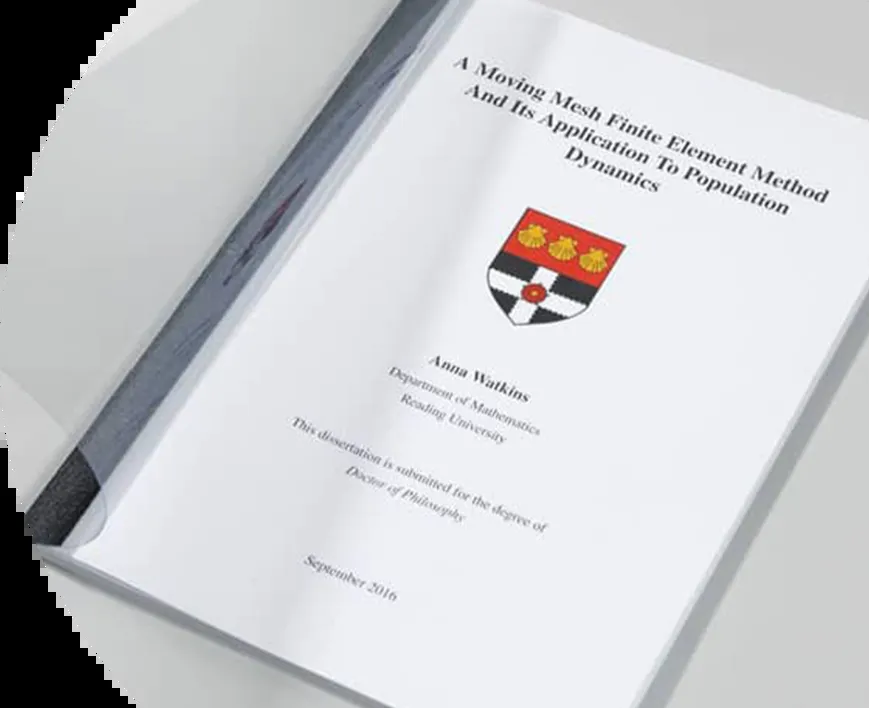 A Moving Mesh Finite Element Method
And Its Application To Population
Dynamics
Anna Watkins
Department of Mathematics
Reading University
This dissertation is submitted for the degree of
Doctor of Philosophy
September 2016